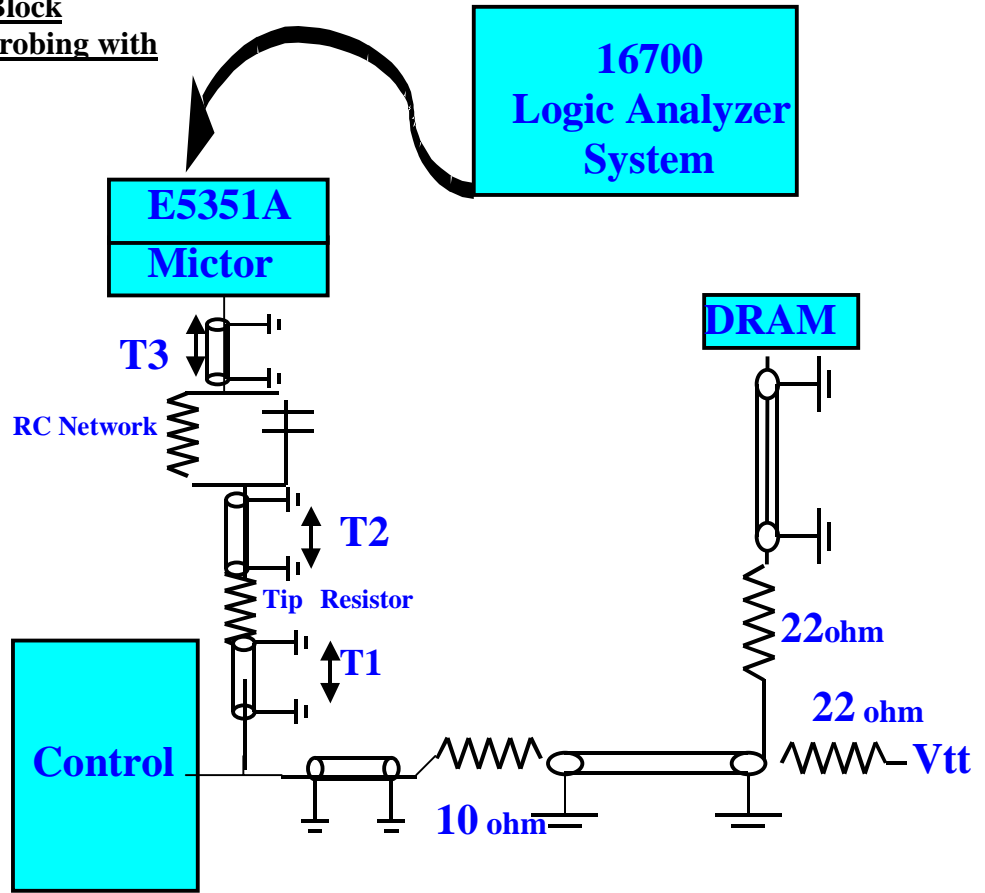 Block
robing with
16700
Logic Analyzer
System
E5351A
Mictor
DRAM
T3
RC Network
T2
Tip Resistor
22ohm
T1
22 ohm
Control
Vtt
10 ohm